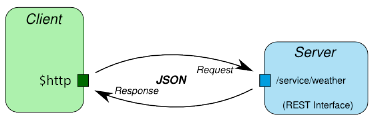 Client
$http
JSON
Request
Response
Server
/service/weather
(REST Interface)